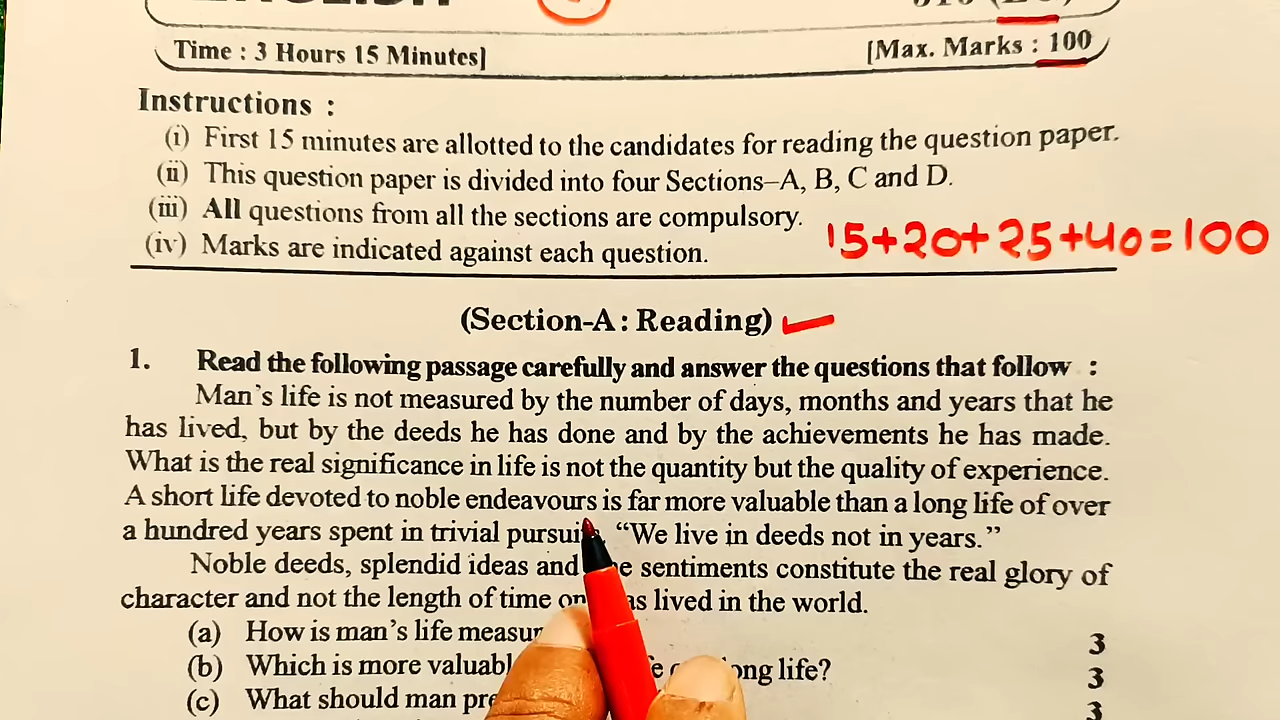 Time : 3 Hours 15 Minutes]
[Max. Marks : 100
Instructions :
(i) First 15 minutes are allotted to the candidates for reading the question paper.
(ii) This question paper is divided into four Sections–A, B, C and D.
(iii) All questions from all the sections are compulsory.
(iv) Marks are indicated against each question.
15+20+25+40=100
(Section-A : Reading)
1. Read the following passage carefully and answer the questions that follow :
Man's life is not measured by the number of days, months and years that he
has lived, but by the deeds he has done and by the achievements he has made.
What is the real significance in life is not the quantity but the quality of experience.
A short life devoted to noble endeavours is far more valuable than a long life of over
a hundred years spent in trivial "We live in deeds not in years."
Noble deeds, splendid ideas and sentiments constitute the real glory of
character and not the length of time lived in the world.
(a) How is man's life 3
(b) Which is more long life? 3
(c) What should man 3